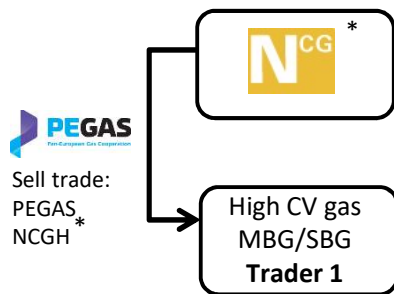 NCG *
PEGAS
Pan-European Gas Cooperation
Sell trade:
PEGAS
NCGH *
High CV gas
MBG/SBG
Trader 1